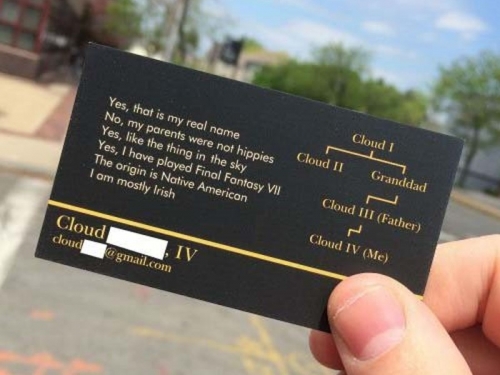 Yes, that is my real name
No, my parents were not hippies
Yes, like the thing in the sky
Yes, I have played Final Fantasy VII
The origin is Native American
I am mostly Irish
Cloud I
Cloud II Granddad
Cloud III (Father)
Cloud IV (Me)
Cloud , IV
cloud @gmail.com